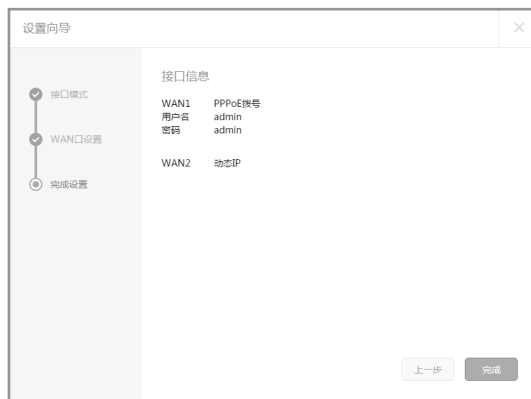 设置向导
接口模式
WAN口设置
完成设置
接口信息
WAN1 PPPoE拨号
用户名 admin
密码 admin
WAN2 动态IP
上一步 完成